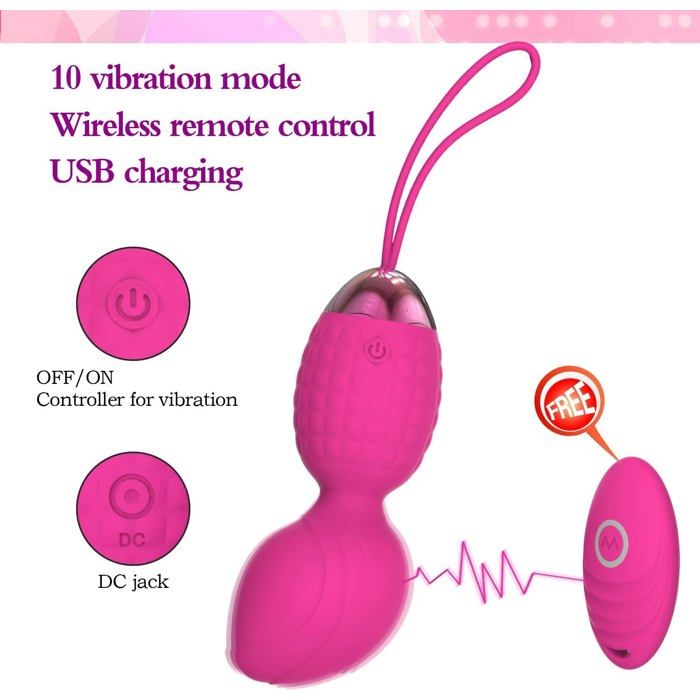 10 vibration mode
Wireless remote control
USB charging
OFF/ON
Controller for vibration
FREE
DC
DC jack